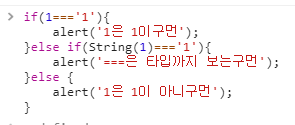 > if(1==='1'){
alert('1은 1이구먼');
}else if(String(1)==='1'){
alert('===은 타입까지 보는구먼');
}else {
alert('1은 1이 아니구먼');
}